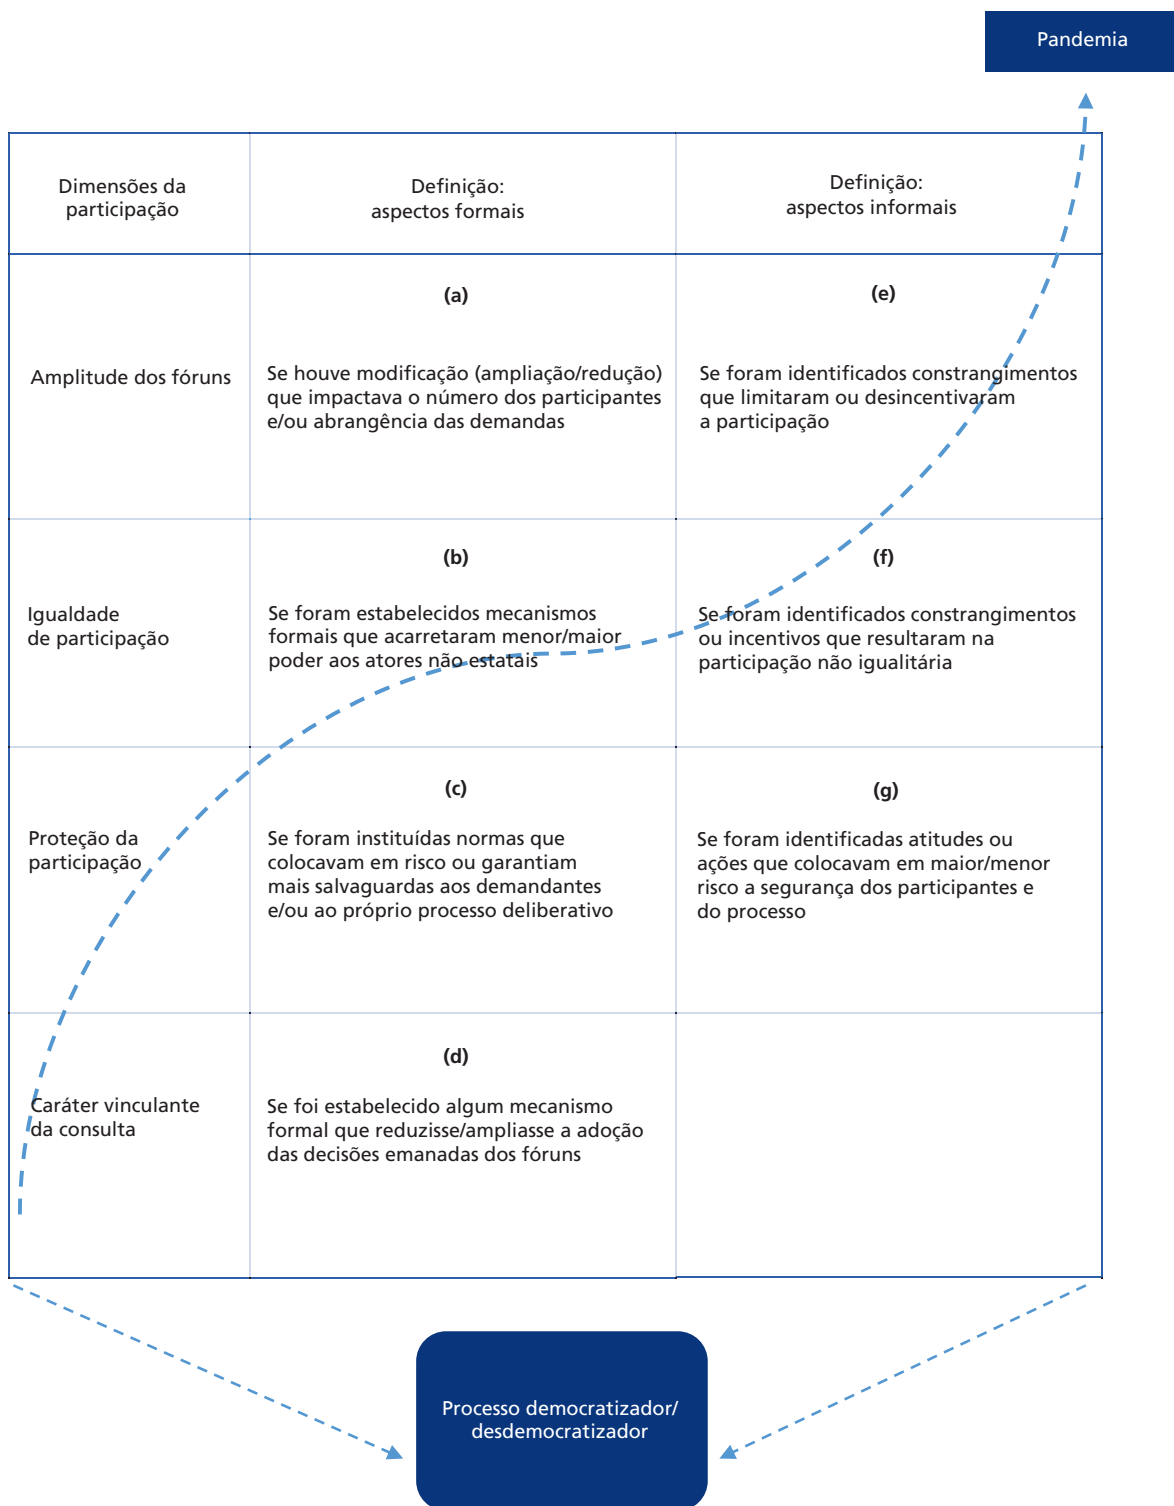 Pandemia
Dimensões da
participação
Definição:
aspectos formais
Definição:
aspectos informais
Amplitude dos fóruns
(a)
Se houve modificação (ampliação/redução)
que impactava o número dos participantes
e/ou abrangência das demandas
(e)
Se foram identificados constrangimentos
que limitaram ou desincentivaram
a participação
Igualdade
de participação
(b)
Se foram estabelecidos mecanismos
formais que acarretaram menor/maior
poder aos atores não estatais
(f)
Se foram identificados constrangimentos
ou incentivos que resultaram na
participação não igualitária
Proteção da
participação
(c)
Se foram instituídas normas que
colocavam em risco ou garantiam
mais salvaguardas aos demandantes
e/ou ao próprio processo deliberativo
(g)
Se foram identificadas atitudes ou
ações que colocavam em maior/menor
risco a segurança dos participantes e
do processo
Caráter vinculante
da consulta
(d)
Se foi estabelecido algum mecanismo
formal que reduzisse/ampliasse a adoção
das decisões emanadas dos fóruns
Processo democratizador/
desdemocratizador